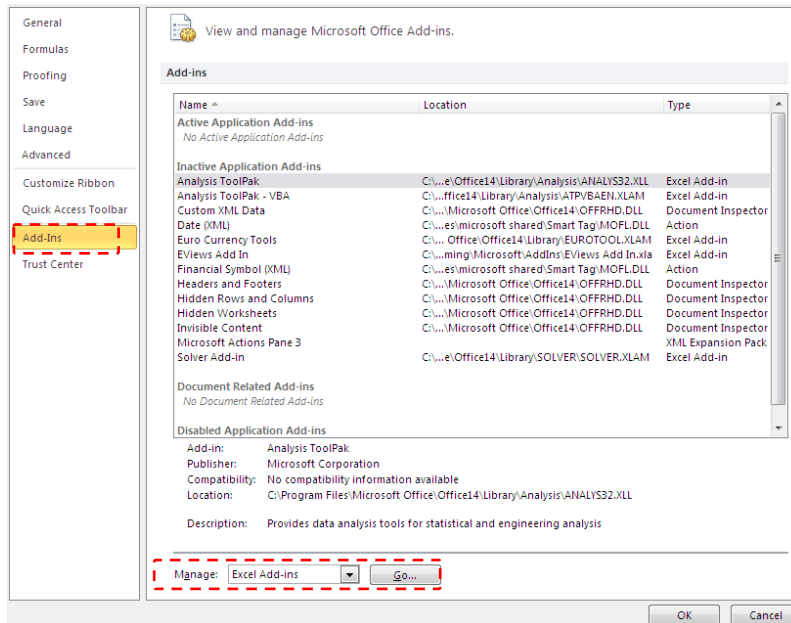 General
Formulas
Proofing
Save
Language
Advanced
Customize Ribbon
Quick Access Toolbar
Add-Ins
Trust Center
View and manage Microsoft Office Add-ins.
Add-ins
Name Location Type
Active Application Add-ins
No Active Application Add-ins
Inactive Application Add-ins
Analysis ToolPak C:\...e\Office14\Library\Analysis\ANALYS32.XLL Excel Add-in
Analysis ToolPak - VBA C:\...ffice14\Library\Analysis\ATPVBAEN.XLAM Excel Add-in
Custom XML Data C:\...\Microsoft Office\Office14\OFFRHD.DLL Document Inspector
Date (XML) C:\...es\microsoft shared\Smart Tag\MOFL.DLL Action
Euro Currency Tools C:\... Office\Office14\Library\EUROTOOL.XLAM Excel Add-in
EViews Add In C:\...ming\Microsoft\AddIns\EViews Add In.xla Excel Add-in
Financial Symbol (XML) C:\...es\microsoft shared\Smart Tag\MOFL.DLL Action
Headers and Footers C:\...\Microsoft Office\Office14\OFFRHD.DLL Document Inspector
Hidden Rows and Columns C:\...\Microsoft Office\Office14\OFFRHD.DLL Document Inspector
Hidden Worksheets C:\...\Microsoft Office\Office14\OFFRHD.DLL Document Inspector
Invisible Content C:\...\Microsoft Office\Office14\OFFRHD.DLL Document Inspector
Microsoft Actions Pane 3 XML Expansion Pack
Solver Add-in C:\...e\Office14\Library\SOLVER\SOLVER.XLAM Excel Add-in
Document Related Add-ins
No Document Related Add-ins
Disabled Application Add-ins
Add-in: Analysis ToolPak
Publisher: Microsoft Corporation
Compatibility: No compatibility information available
Location: C:\Program Files\Microsoft Office\Office14\Library\Analysis\ANALYS32.XLL
Description: Provides data analysis tools for statistical and engineering analysis
Manage: Excel Add-ins Go...
OK Cancel